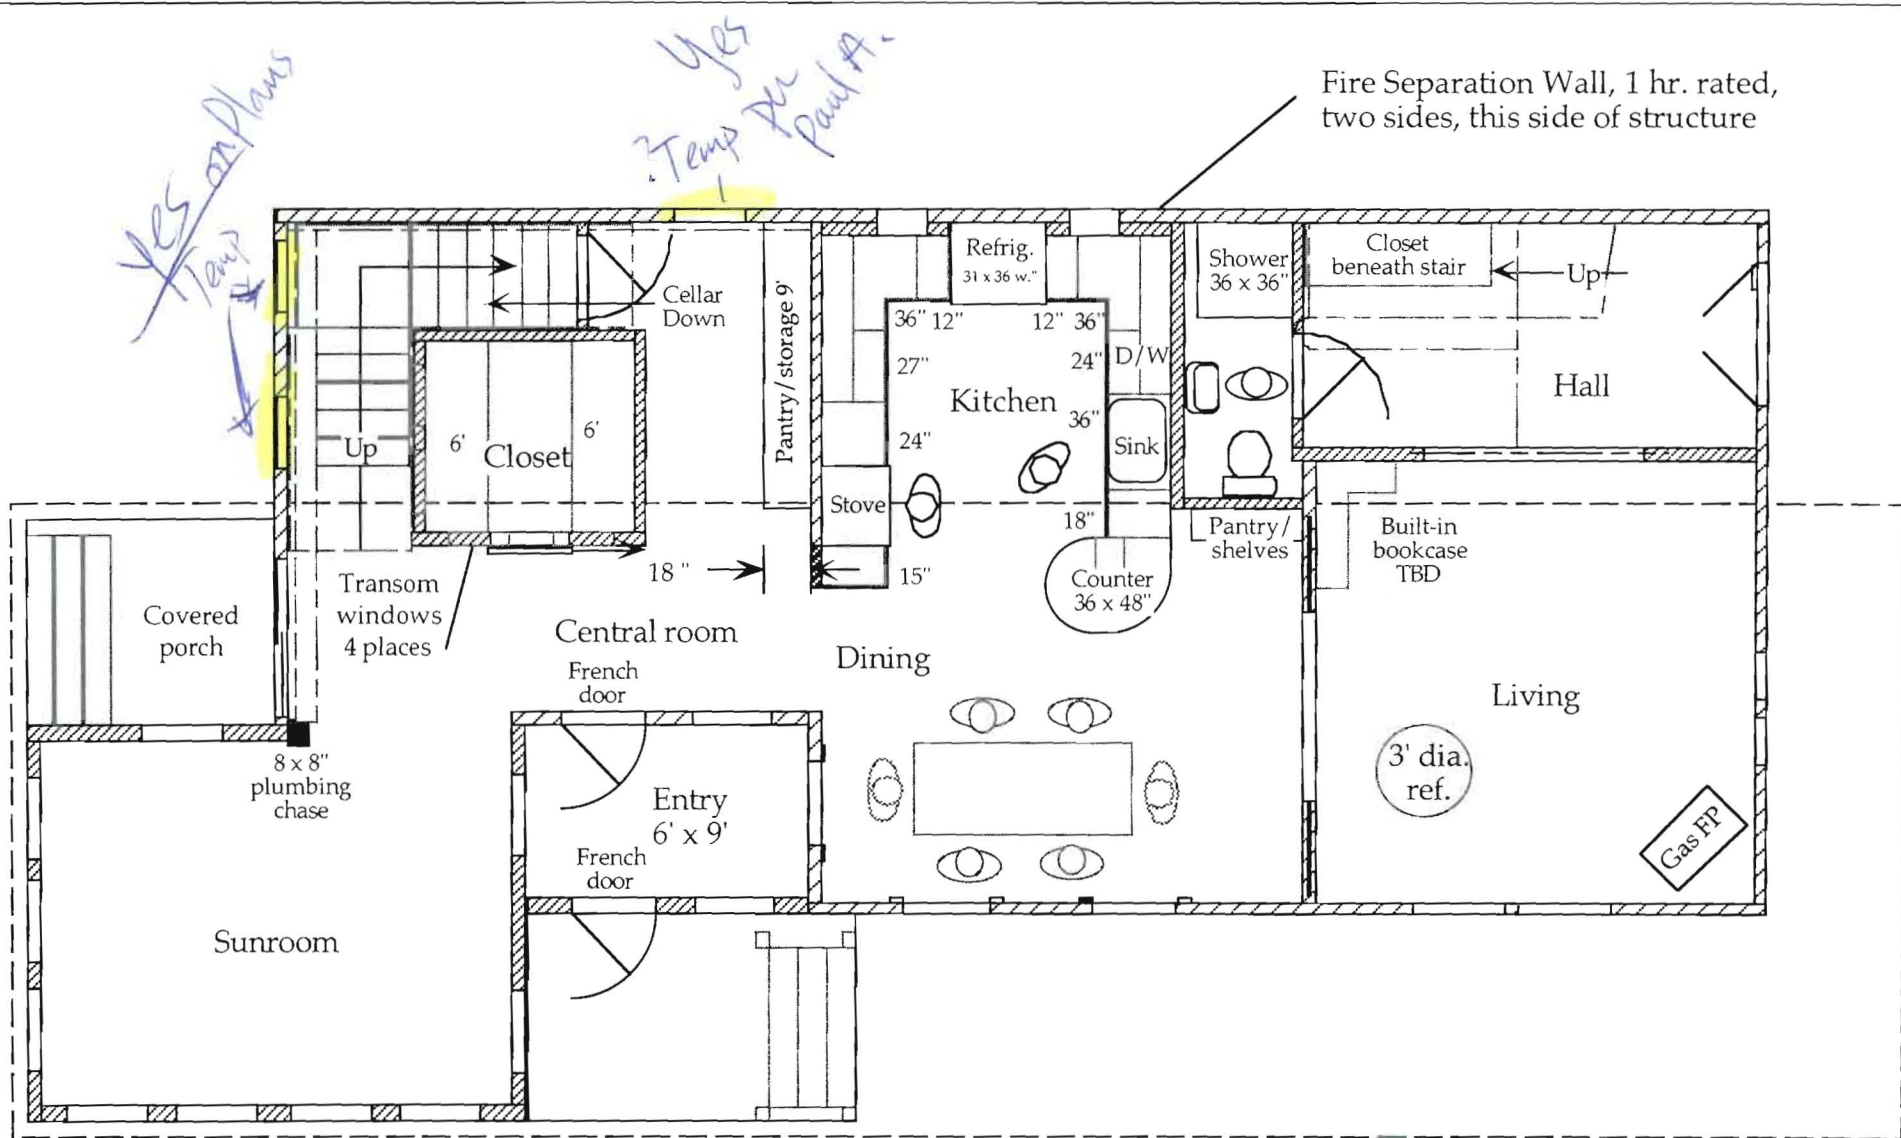 Yes
Per
Paul A.
? Temp
Yes on Plans
Temp
Fire Separation Wall, 1 hr. rated,
two sides, this side of structure
Refrig.
31 x 36 w."
Shower
36 x 36"
Closet
beneath stair
Up
Cellar
Down
Pantry/storage 9'
36" 12" 12" 36"
27"
24" D/W
Kitchen
Hall
36"
Up
6' Closet 6'
24"
Sink
Stove
18"
Pantry/
shelves
Built-in
bookcase
TBD
Transom
windows
4 places
18 "
15"
Counter
36 x 48"
Covered
porch
Central room
Dining
French
door
Living
8 x 8"
plumbing
chase
Entry
6' x 9'
3' dia.
ref.
Gas FP
French
door
Sunroom